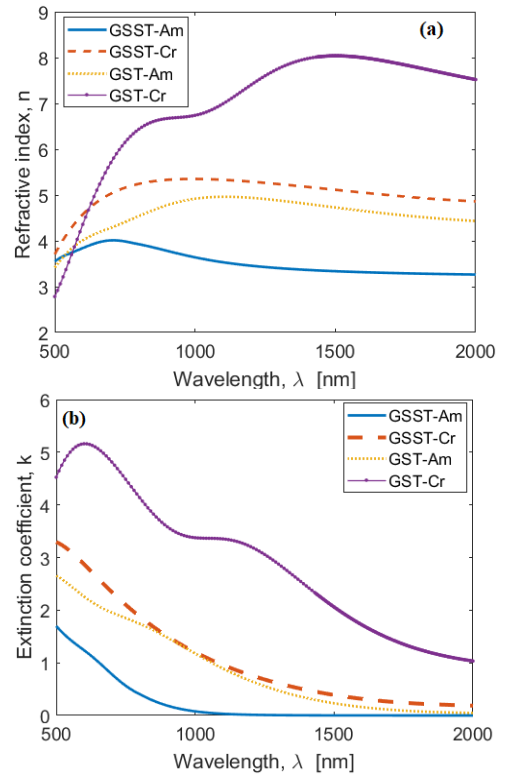 (a)
GSST-Am
GSST-Cr
GST-Am
GST-Cr
Refractive index, n
9
8
7
6
5
4
3
2
500
1000
1500
2000
Wavelength, λ [nm]
(b)
GSST-Am
GSST-Cr
GST-Am
GST-Cr
Extinction coefficient, k
6
5
4
3
2
1
0
500
1000
1500
2000
Wavelength, λ [nm]